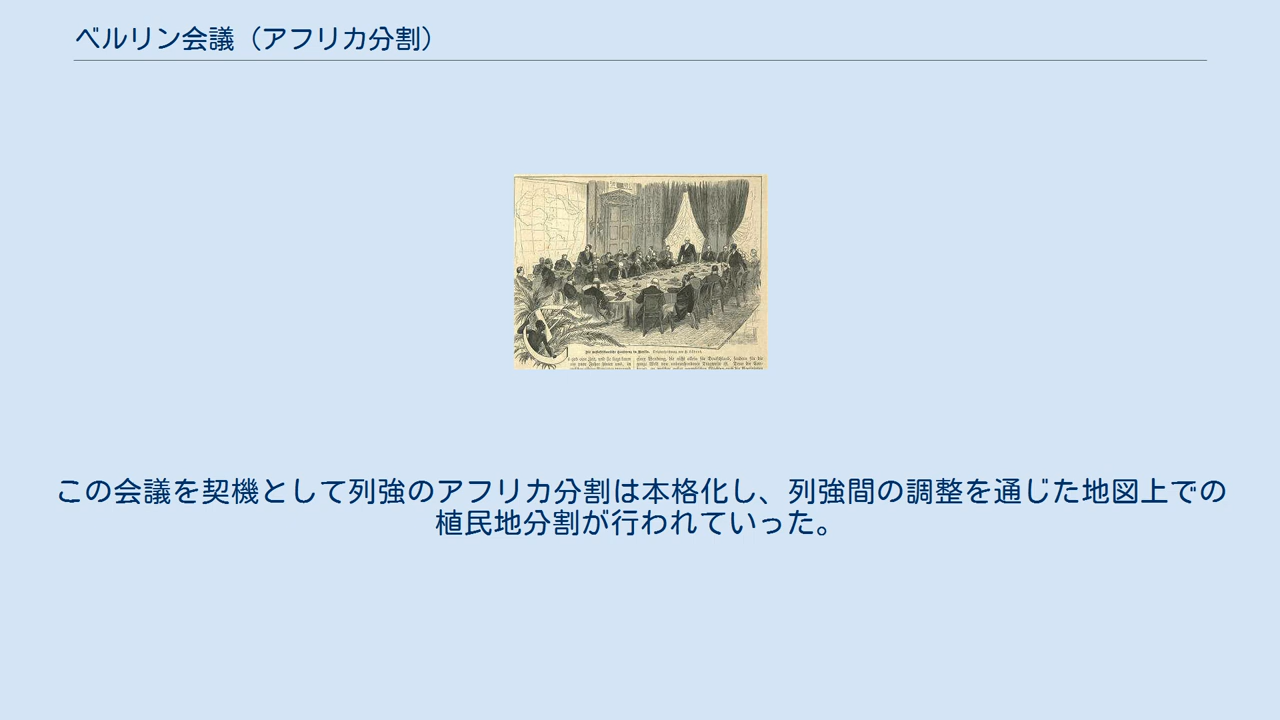 ベルリン会議（アフリカ分割）
この会議を契機として列強のアフリカ分割は本格化し、列強間の調整を通じた地図上での
植民地分割が行われていった。